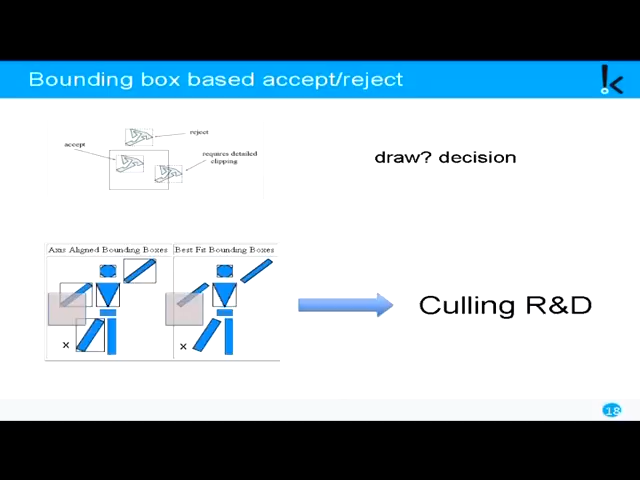 Bounding box based accept/reject
reject
accept
requires detailed
clipping
draw? decision
Axis Aligned Bounding Boxes
Best Fit Bounding Boxes
Culling R&D
x
x
18